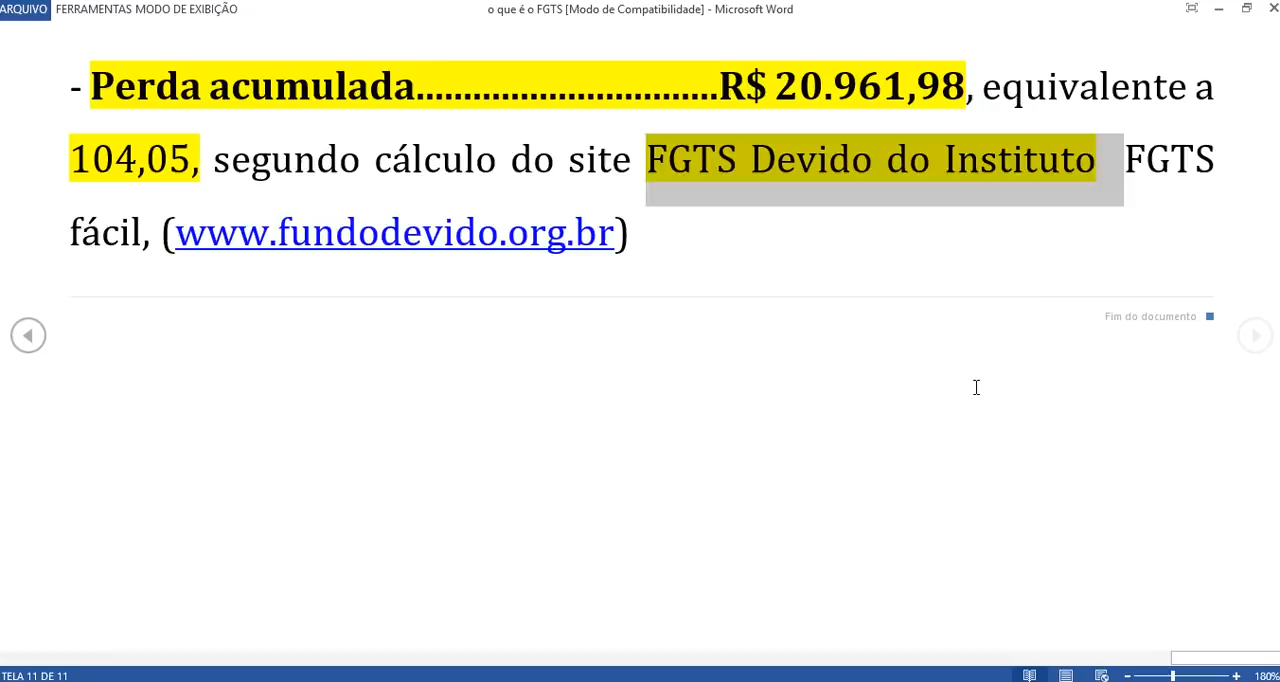 ARQUIVO FERRAMENTAS MODO DE EXIBIÇÃO
o que é o FGTS [Modo de Compatibilidade] - Microsoft Word
- Perda acumulada................................R$ 20.961,98, equivalente a
104,05, segundo cálculo do site FGTS Devido do Instituto FGTS
fácil, (www.fundodevido.org.br)
Fim do documento
TELA 11 DE 11
180%